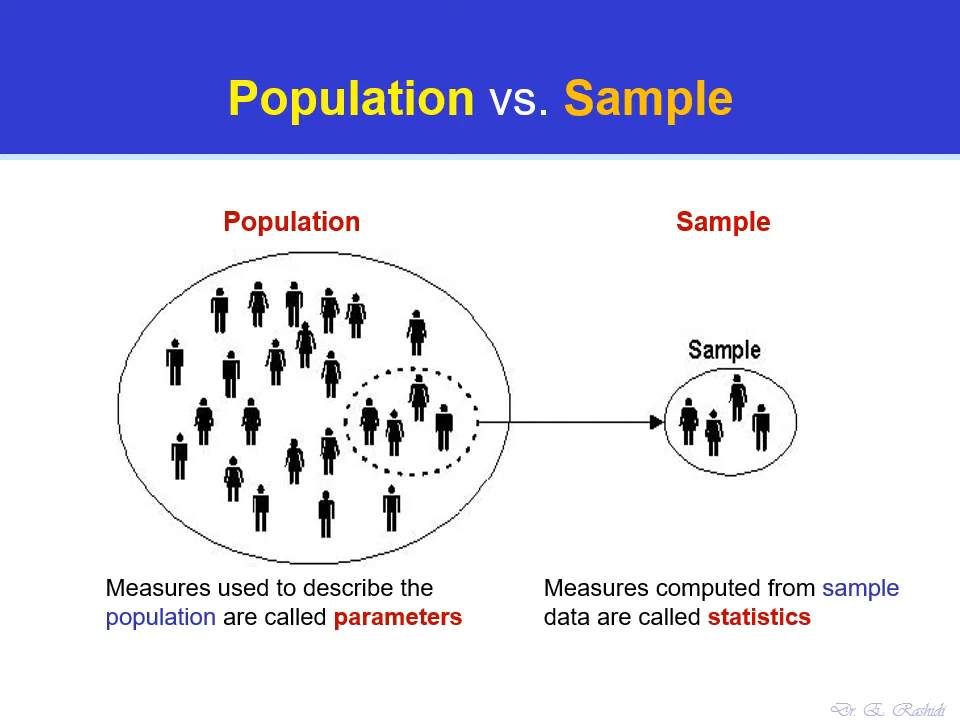 Population vs. Sample
Population
Sample
Sample
Measures used to describe the
population are called parameters
Measures computed from sample
data are called statistics
Dr. E. Rashidi